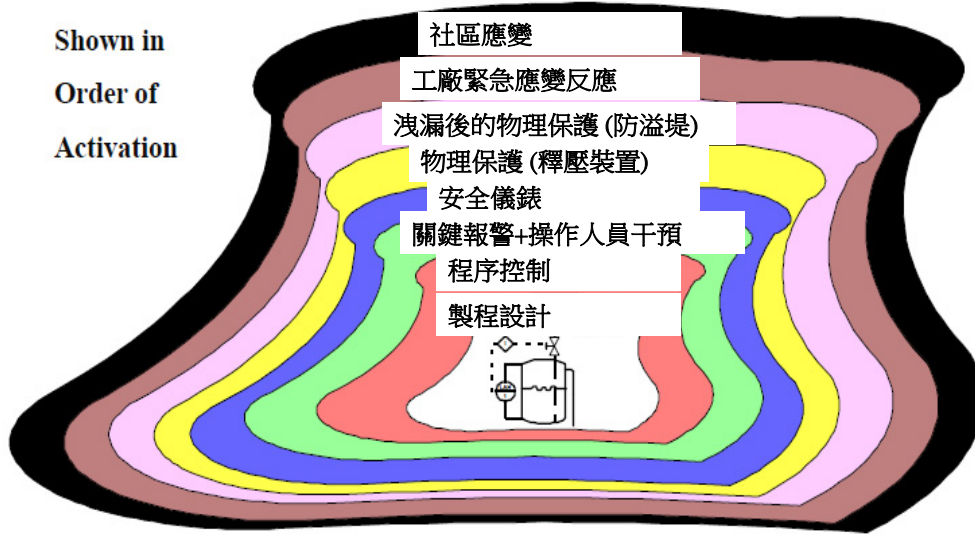 Shown in
Order of
Activation
社區應變
工廠緊急應變反應
洩漏後的物理保護 (防溢堤)
物理保護 (釋壓裝置)
安全儀錶
關鍵報警+操作人員干預
程序控制
製程設計